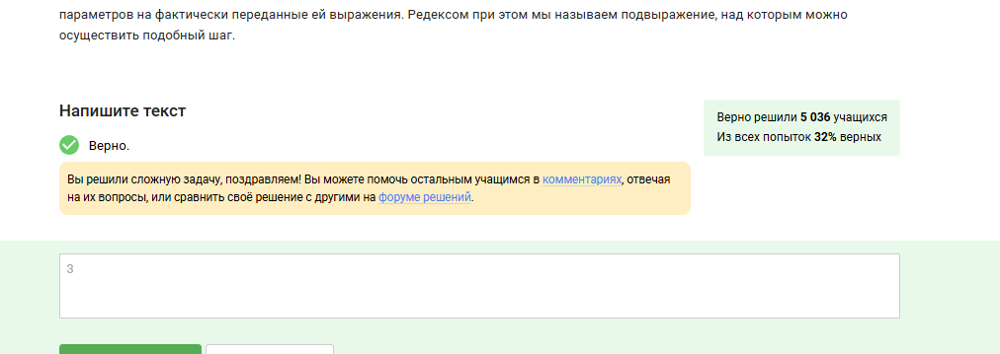 параметров на фактически переданные ей выражения. Редексом при этом мы называем подвыражение, над которым можно
осуществить подобный шаг.
Напишите текст
Верно решили 5 036 учащихся
Из всех попыток 32% верных
Верно.
Вы решили сложную задачу, поздравляем! Вы можете помочь остальным учащимся в комментариях, отвечая
на их вопросы, или сравнить своё решение с другими на форуме решений.
3